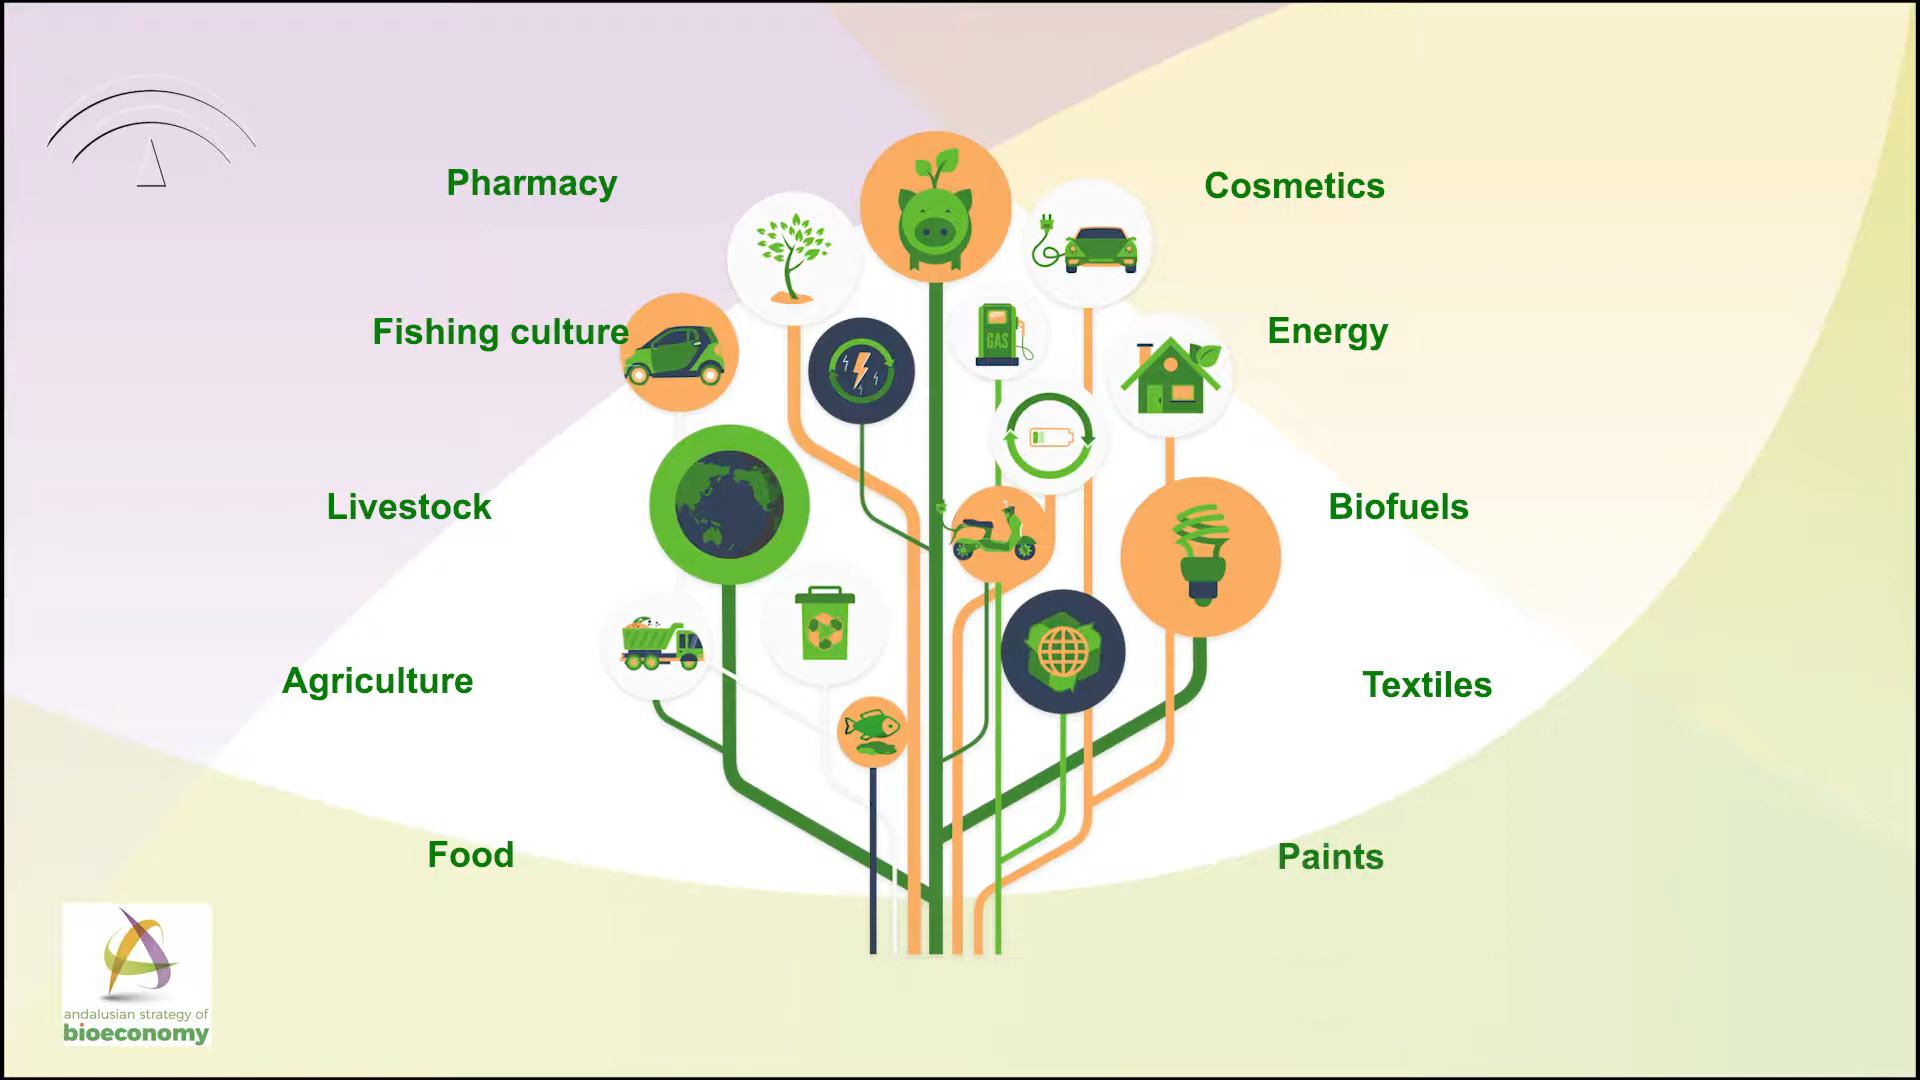 Pharmacy
Cosmetics
Fishing culture
GAS
Energy
Livestock
Biofuels
Agriculture
Textiles
Food
Paints
andalusian strategy of
bioeconomy